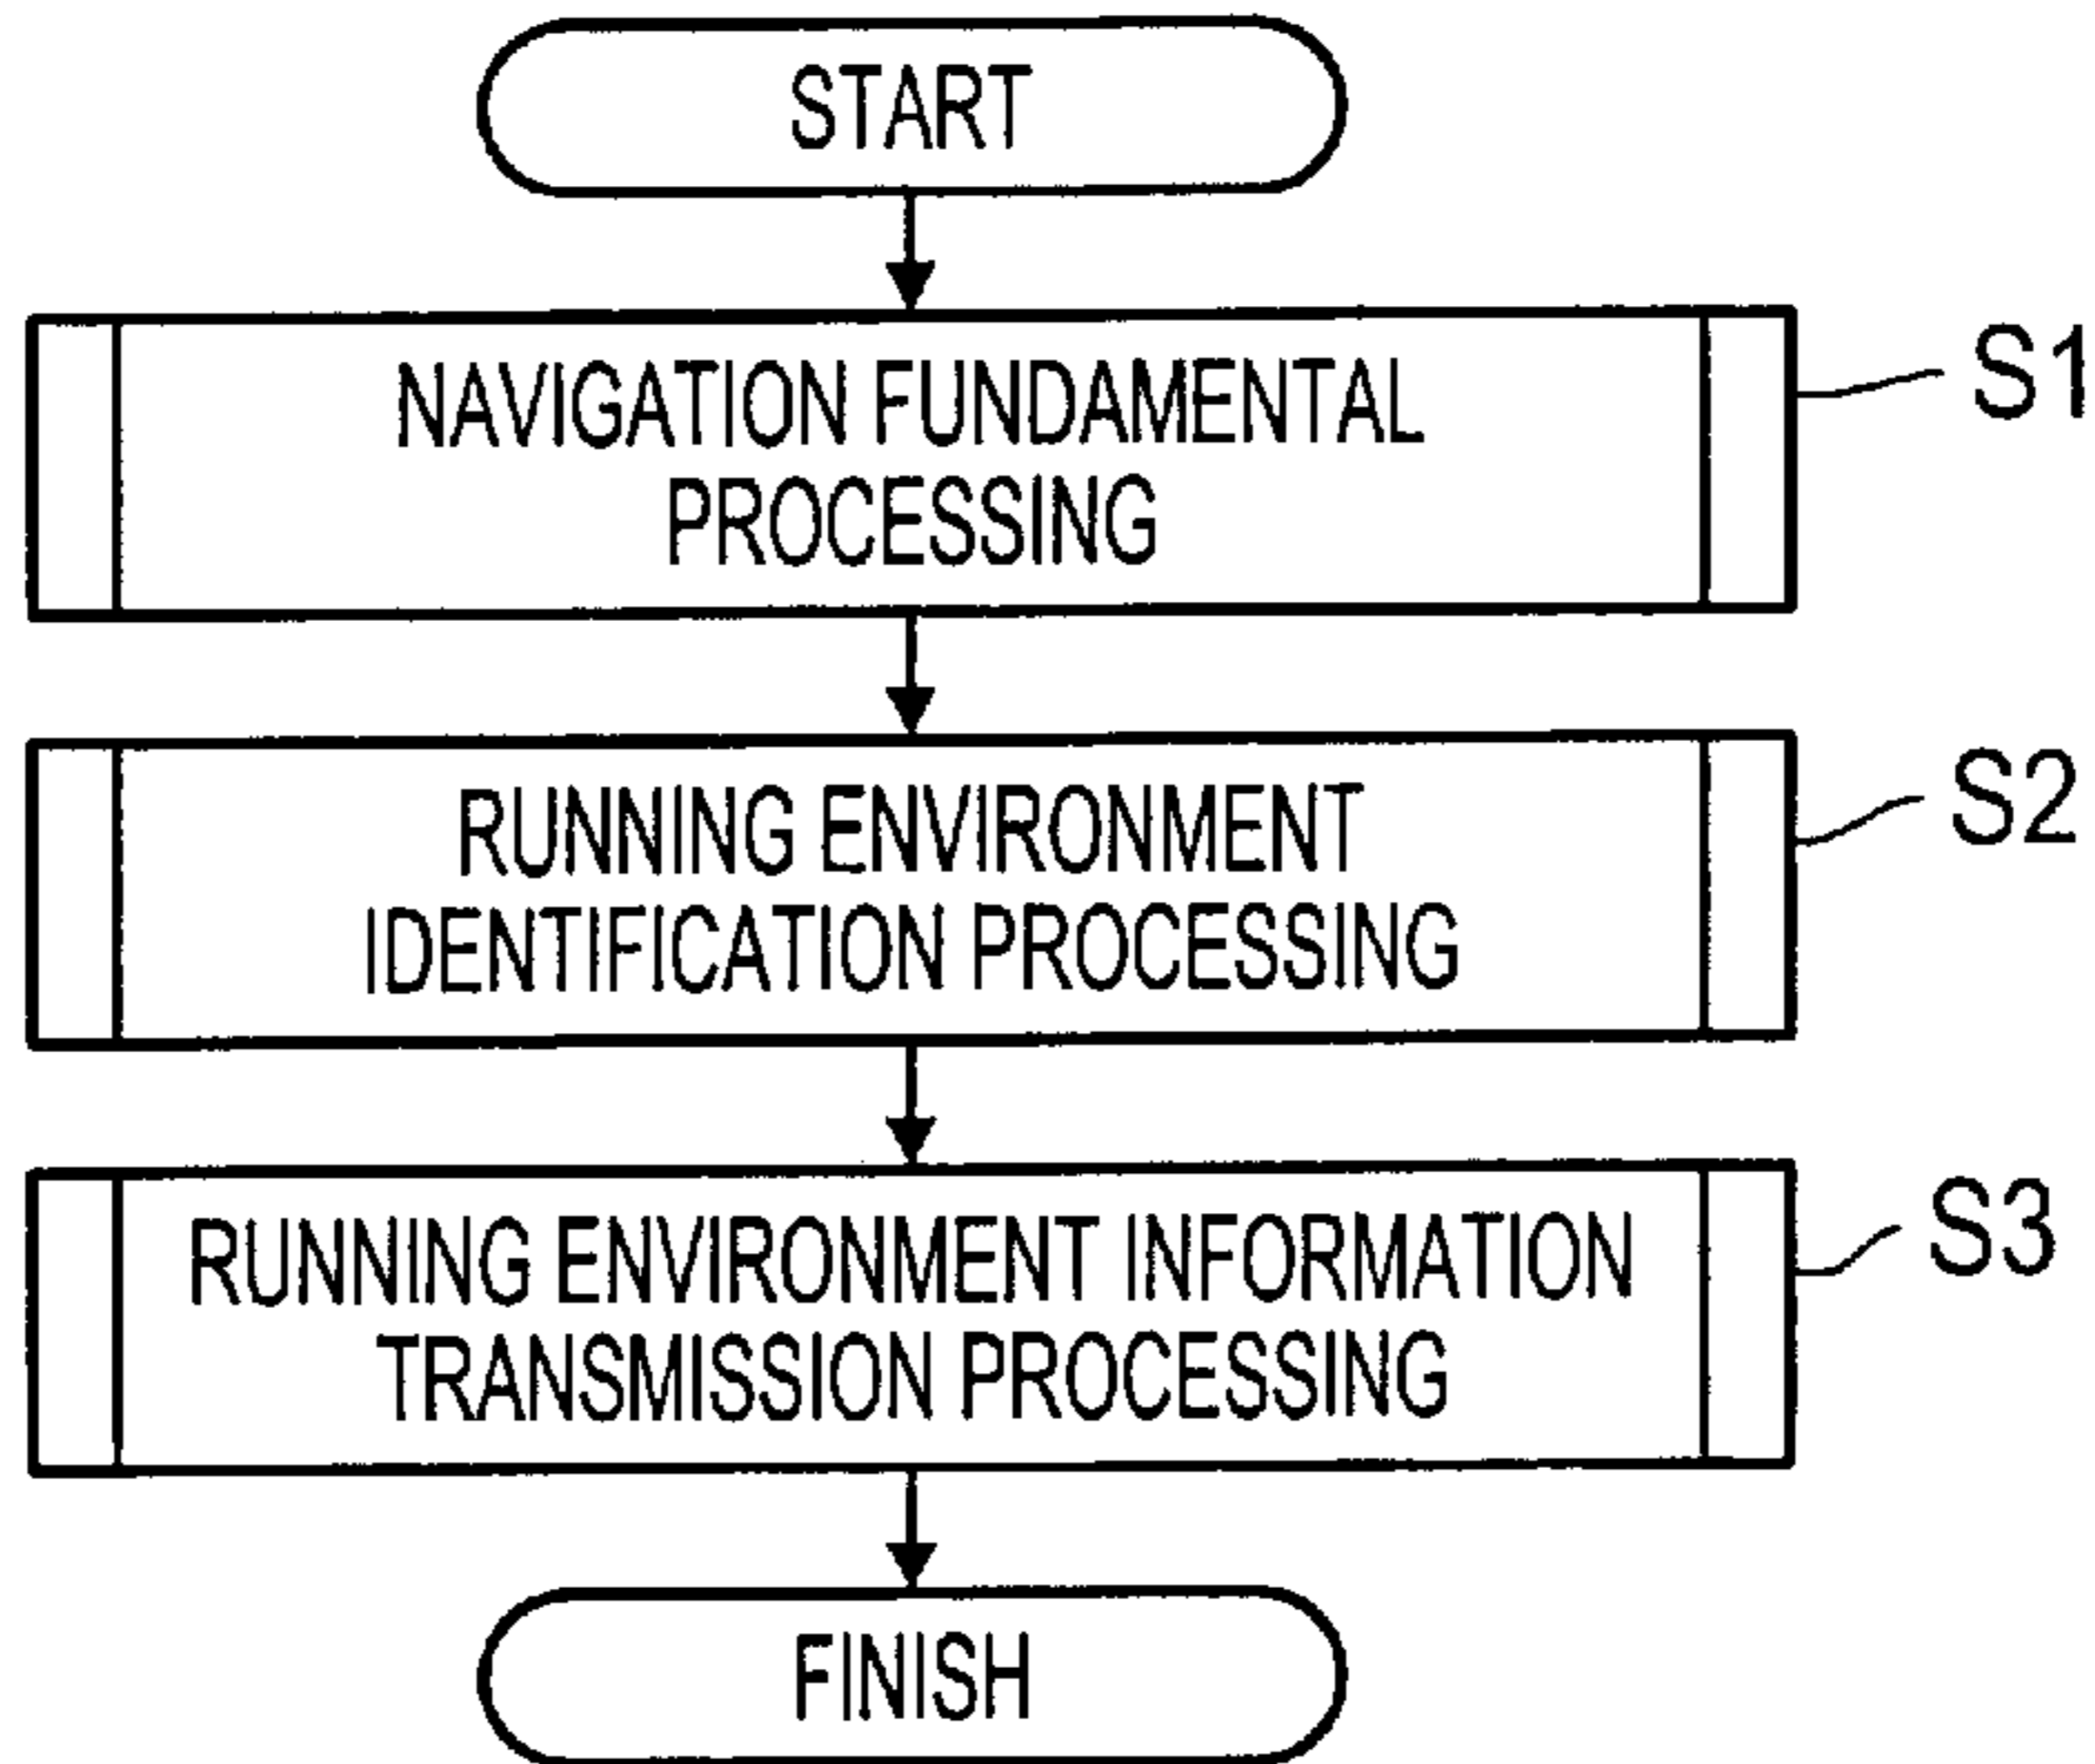 START
NAVIGATION FUNDAMENTAL
PROCESSING
S1
RUNNING ENVIRONMENT
IDENTIFICATION PROCESSING
S2
RUNNING ENVIRONMENT INFORMATION
TRANSMISSION PROCESSING
S3
FINISH